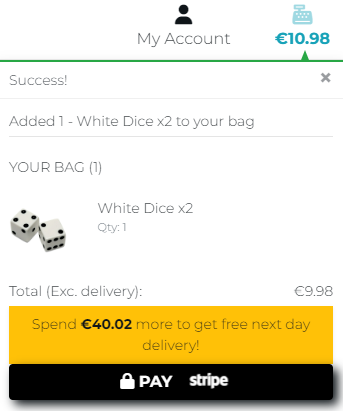 My Account
€10.98
Success!
×
Added 1 - White Dice x2 to your bag
YOUR BAG (1)
White Dice x2
Qty: 1
Total (Exc. delivery): €9.98
Spend €40.02 more to get free next day
delivery!
PAY stripe